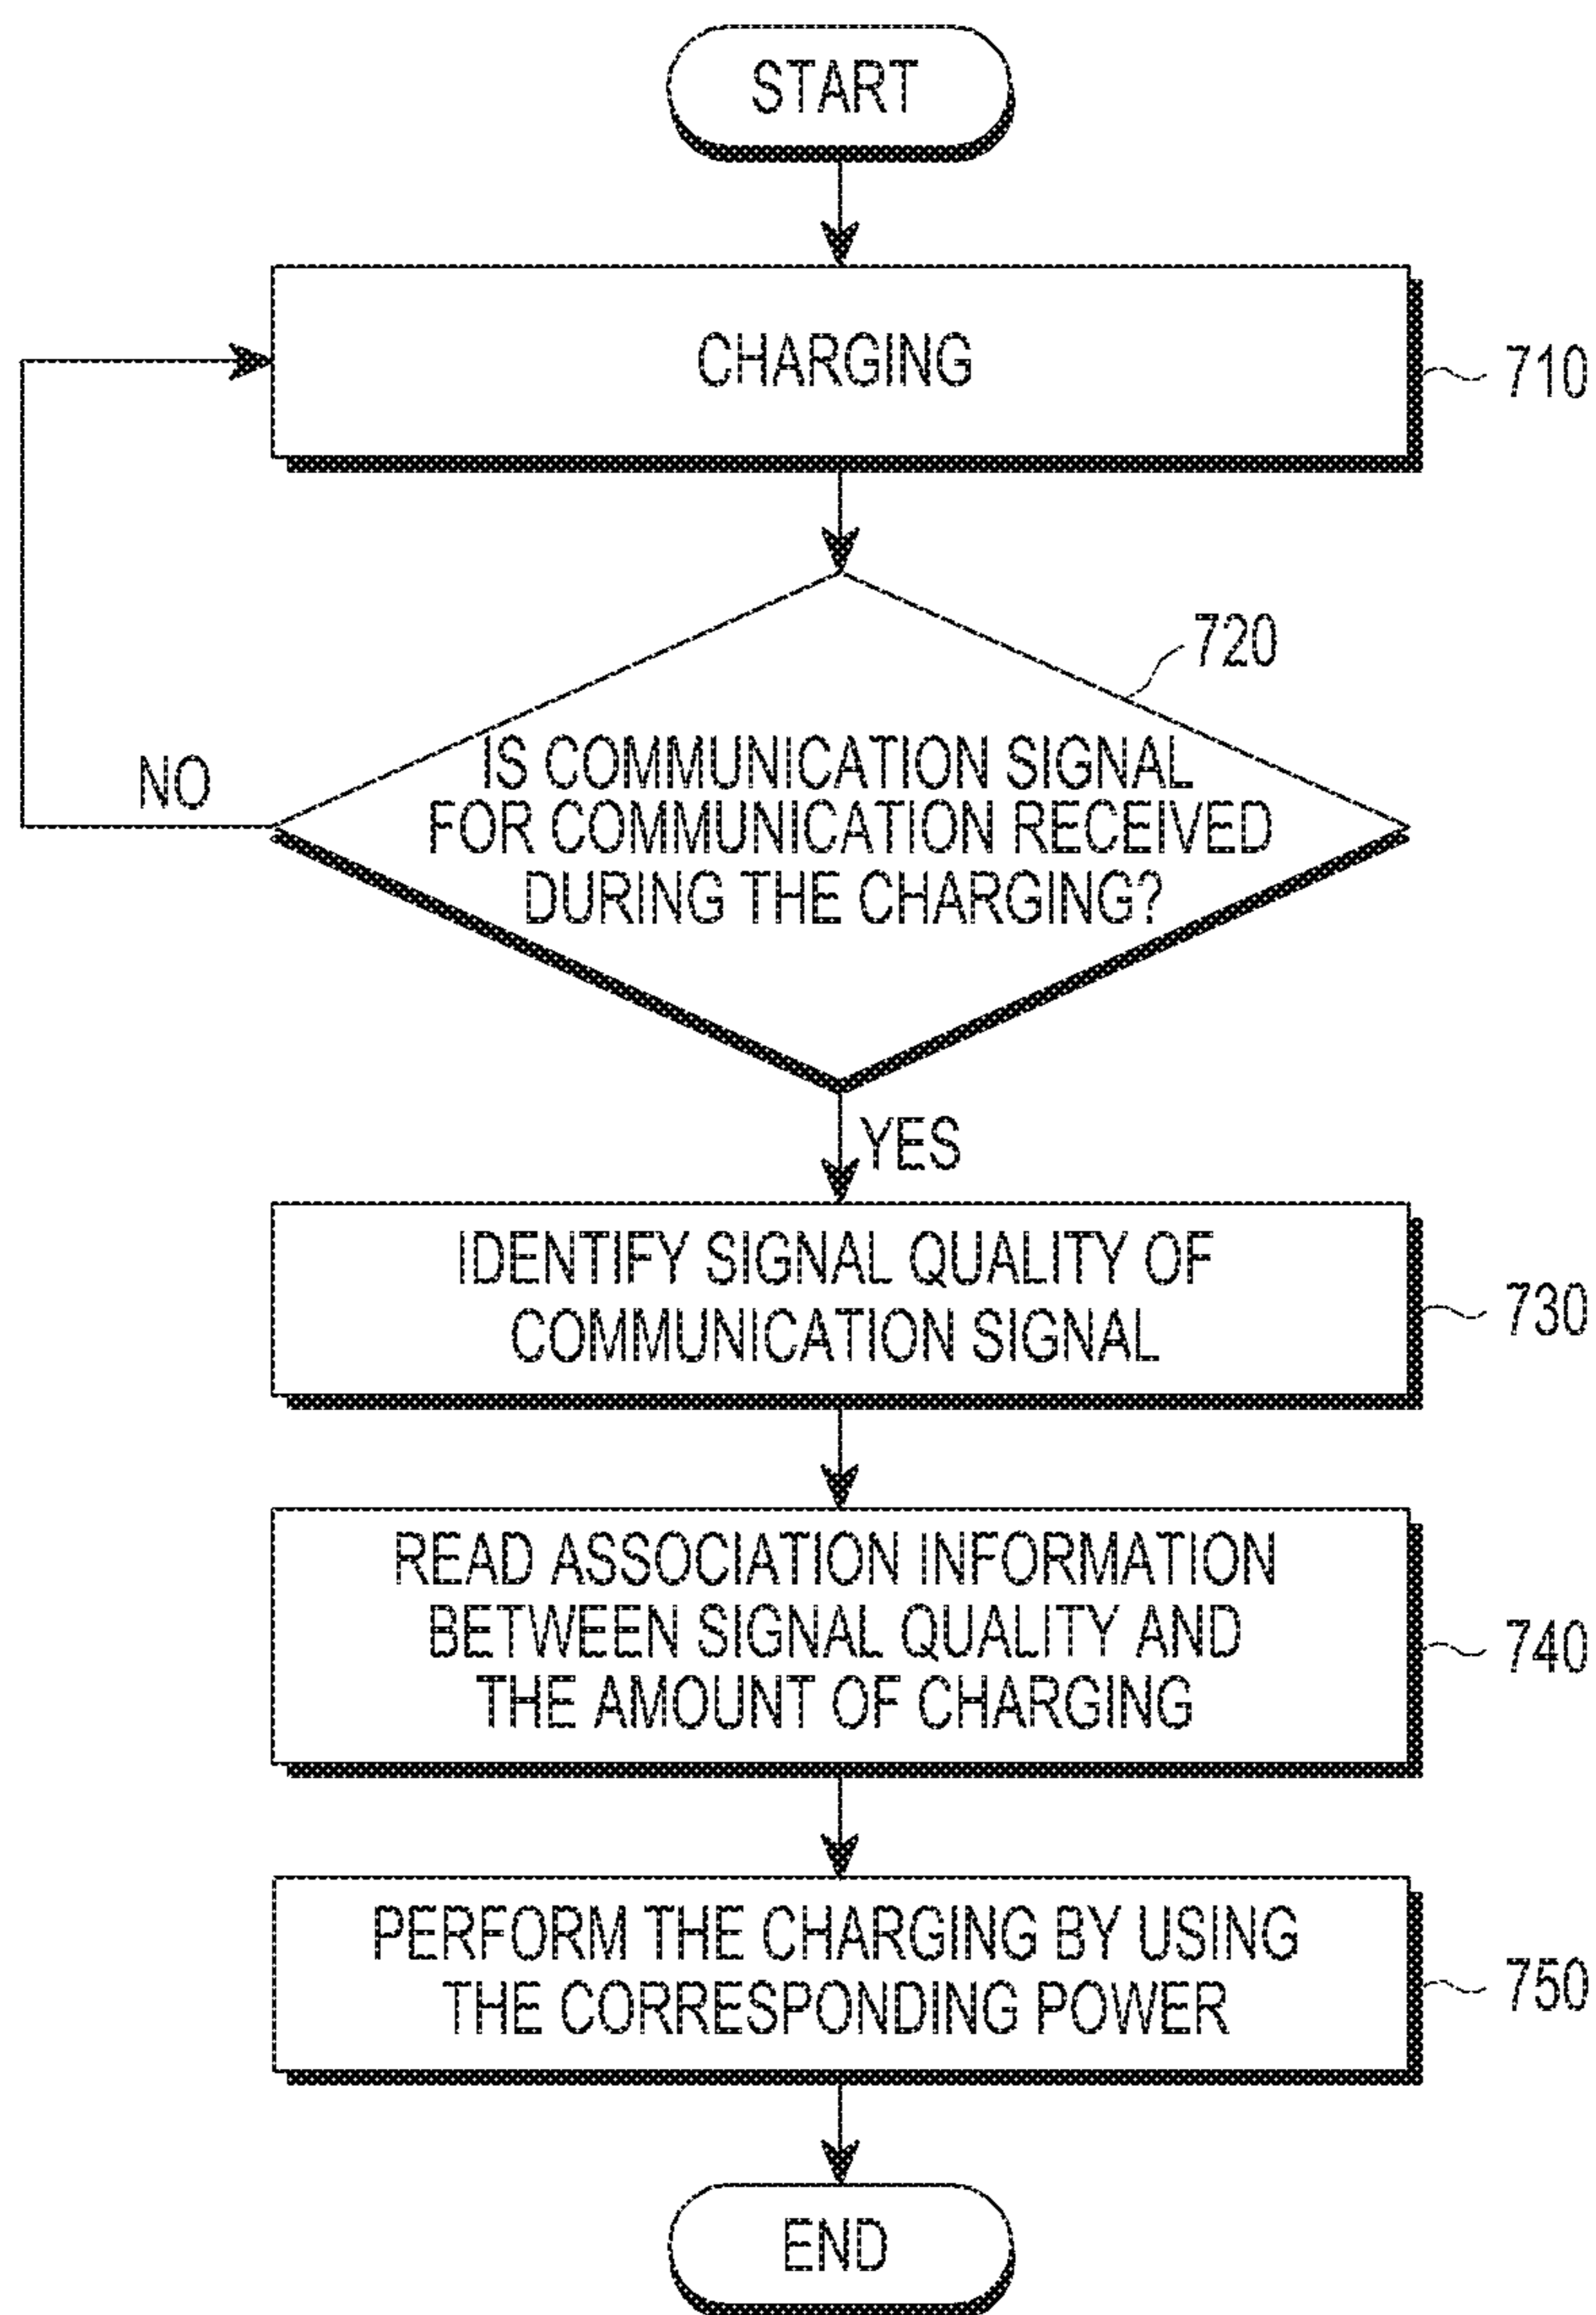 START
CHARGING
710
720
IS COMMUNICATION SIGNAL
FOR COMMUNICATION RECEIVED
DURING THE CHARGING?
NO
YES
IDENTIFY SIGNAL QUALITY OF
COMMUNICATION SIGNAL
730
READ ASSOCIATION INFORMATION
BETWEEN SIGNAL QUALITY AND
THE AMOUNT OF CHARGING
740
PERFORM THE CHARGING BY USING
THE CORRESPONDING POWER
750
END